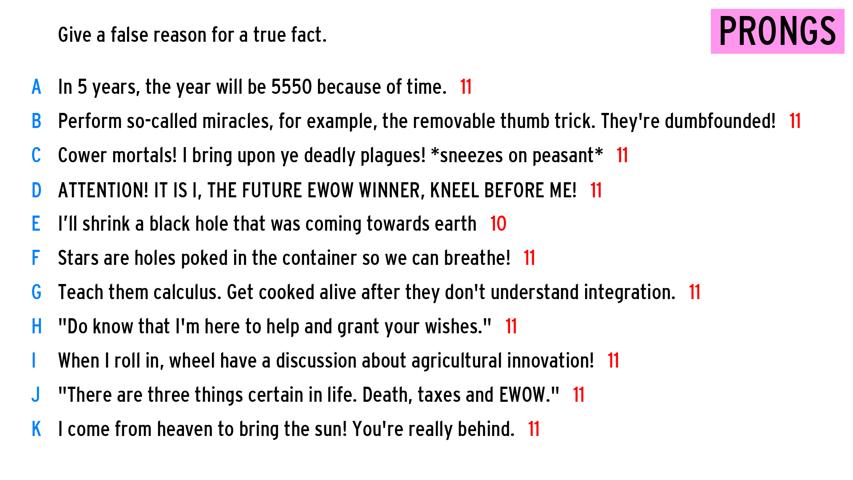 Give a false reason for a true fact.
PRONGS
A In 5 years, the year will be 5550 because of time. 11
B Perform so-called miracles, for example, the removable thumb trick. They're dumbfounded! 11
C Cower mortals! I bring upon ye deadly plagues! *sneezes on peasant* 11
D ATTENTION! IT IS I, THE FUTURE EWOW WINNER, KNEEL BEFORE ME! 11
E I’ll shrink a black hole that was coming towards earth 10
F Stars are holes poked in the container so we can breathe! 11
G Teach them calculus. Get cooked alive after they don't understand integration. 11
H "Do know that I'm here to help and grant your wishes." 11
I When I roll in, wheel have a discussion about agricultural innovation! 11
J "There are three things certain in life. Death, taxes and EWOW." 11
K I come from heaven to bring the sun! You're really behind. 11